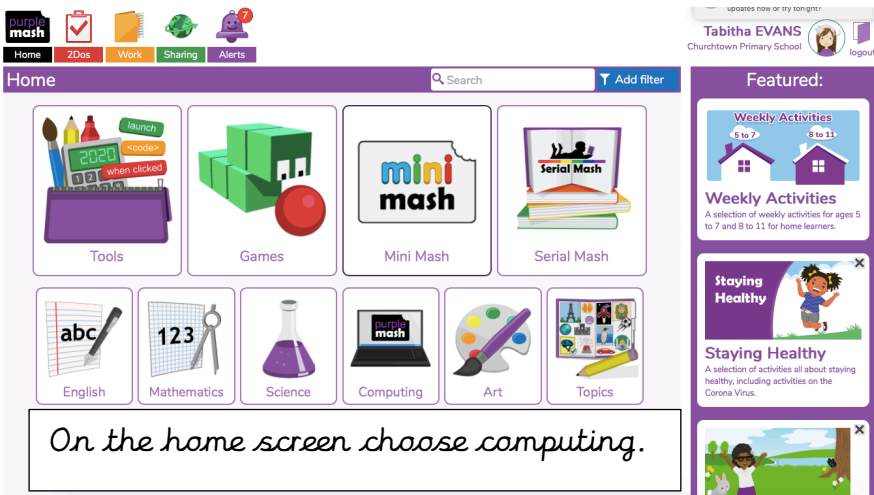 updates now or try tonight?
purple
mash
7
Tabitha EVANS
Churchtown Primary School
logout
Home
2Dos
Work
Sharing
Alerts
Home
Search
Add filter
Featured:
launch
<code>
when clicked
2020
1 2
Tools
Games
mini
mash
Mini Mash
Serial Mash
Serial Mash
Weekly Activities
5 to 7
8 to 11
Weekly Activities
A selection of weekly activities for ages 5
to 7 and 8 to 11 for home learners.
abc
English
123
Mathematics
Science
purple
mash
Computing
Art
Topics
Staying
Healthy
Staying Healthy
A selection of activities all about staying
healthy, including activities on the
Corona Virus.
On the home screen choose computing.